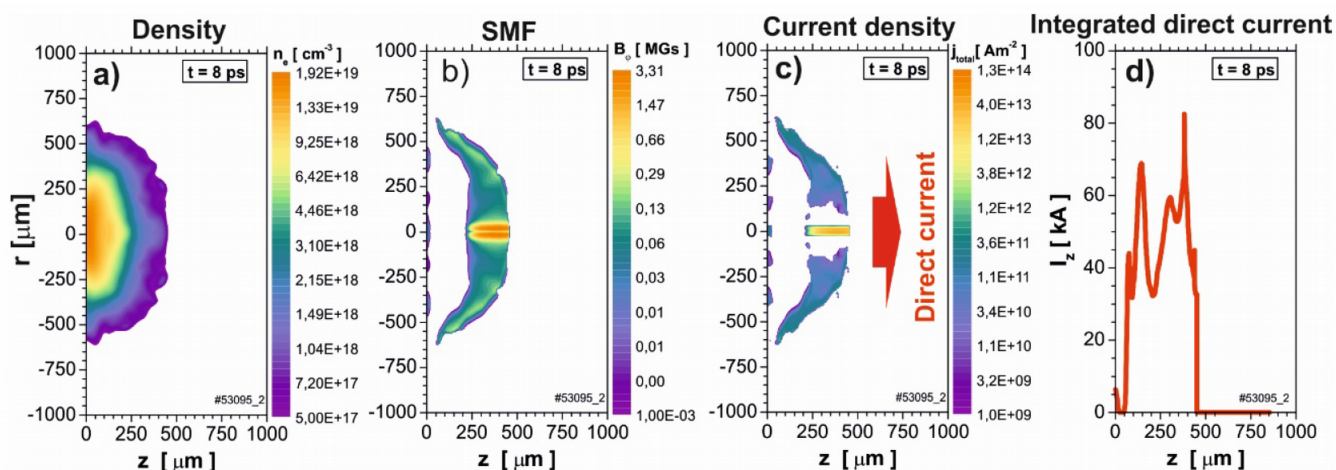 Density
SMF
Current density
Integrated direct current
a)
t = 8 ps
nₑ [ cm⁻³ ]
1,92E+19
1,33E+19
9,25E+18
6,42E+18
4,46E+18
3,10E+18
2,15E+18
1,49E+18
1,04E+18
7,20E+17
5,00E+17
1000
750
500
250
0
-250
-500
-750
-1000
r [μm]
0 250 500 750 1000
z [ μm]
#53095_2
b)
t = 8 ps
Bφ [ MGs ]
3,31
1,47
0,66
0,29
0,13
0,06
0,03
0,01
0,01
0,00
1,00E-03
1000
750
500
250
0
-250
-500
-750
-1000
0 250 500 750 1000
z [ μm]
#53095_2
c)
t = 8 ps
jtotal [ Am⁻² ]
1,3E+14
4,0E+13
1,2E+13
3,8E+12
1,2E+12
3,6E+11
1,1E+11
3,4E+10
1,1E+10
3,2E+09
1,0E+09
1000
750
500
250
0
-250
-500
-750
-1000
Direct current
0 250 500 750 1000
z [ μm]
#53095_2
d)
t = 8 ps
100
80
60
40
20
0
I_z [ kA ]
0 250 500 750 1000
z [ μm]
#53095_2